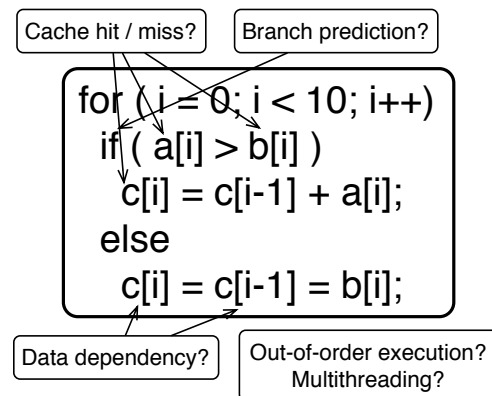 Cache hit / miss?
Branch prediction?
for ( i = 0; i < 10; i++)
if ( a[i] > b[i] )
c[i] = c[i-1] + a[i];
else
c[i] = c[i-1] = b[i];
Data dependency?
Out-of-order execution?
Multithreading?